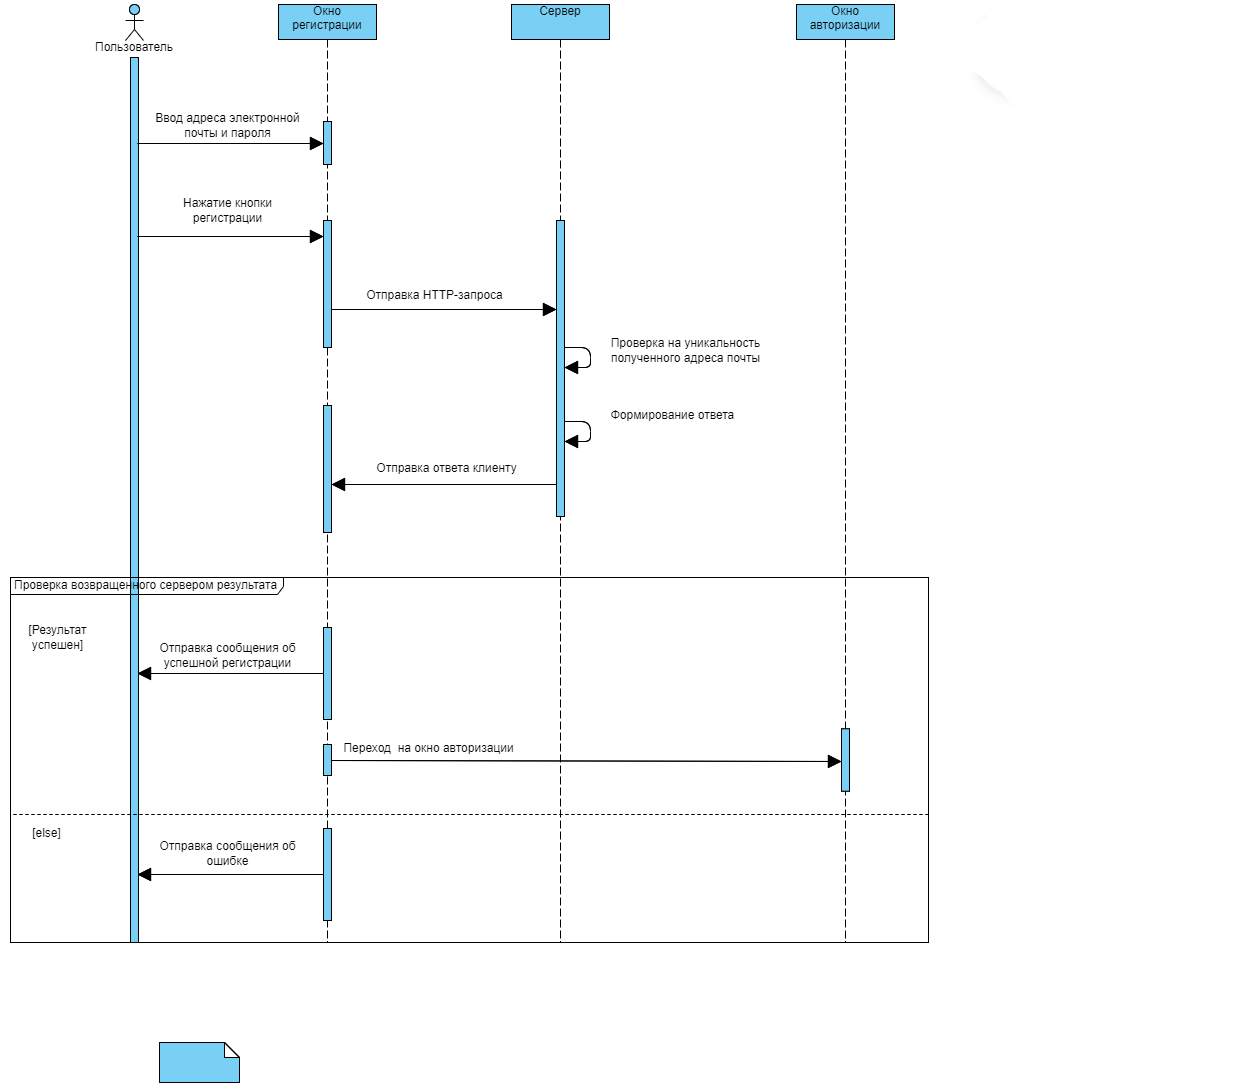 Пользователь
Окно
регистрации
Сервер
Окно
авторизации
Ввод адреса электронной
почты и пароля
Нажатие кнопки
регистрации
Отправка HTTP-запроса
Проверка на уникальность
полученного адреса почты
Формирование ответа
Отправка ответа клиенту
Проверка возвращенного сервером результата
[Результат
успешен]
Отправка сообщения об
успешной регистрации
Переход  на окно авторизации
[else]
Отправка сообщения об
ошибке